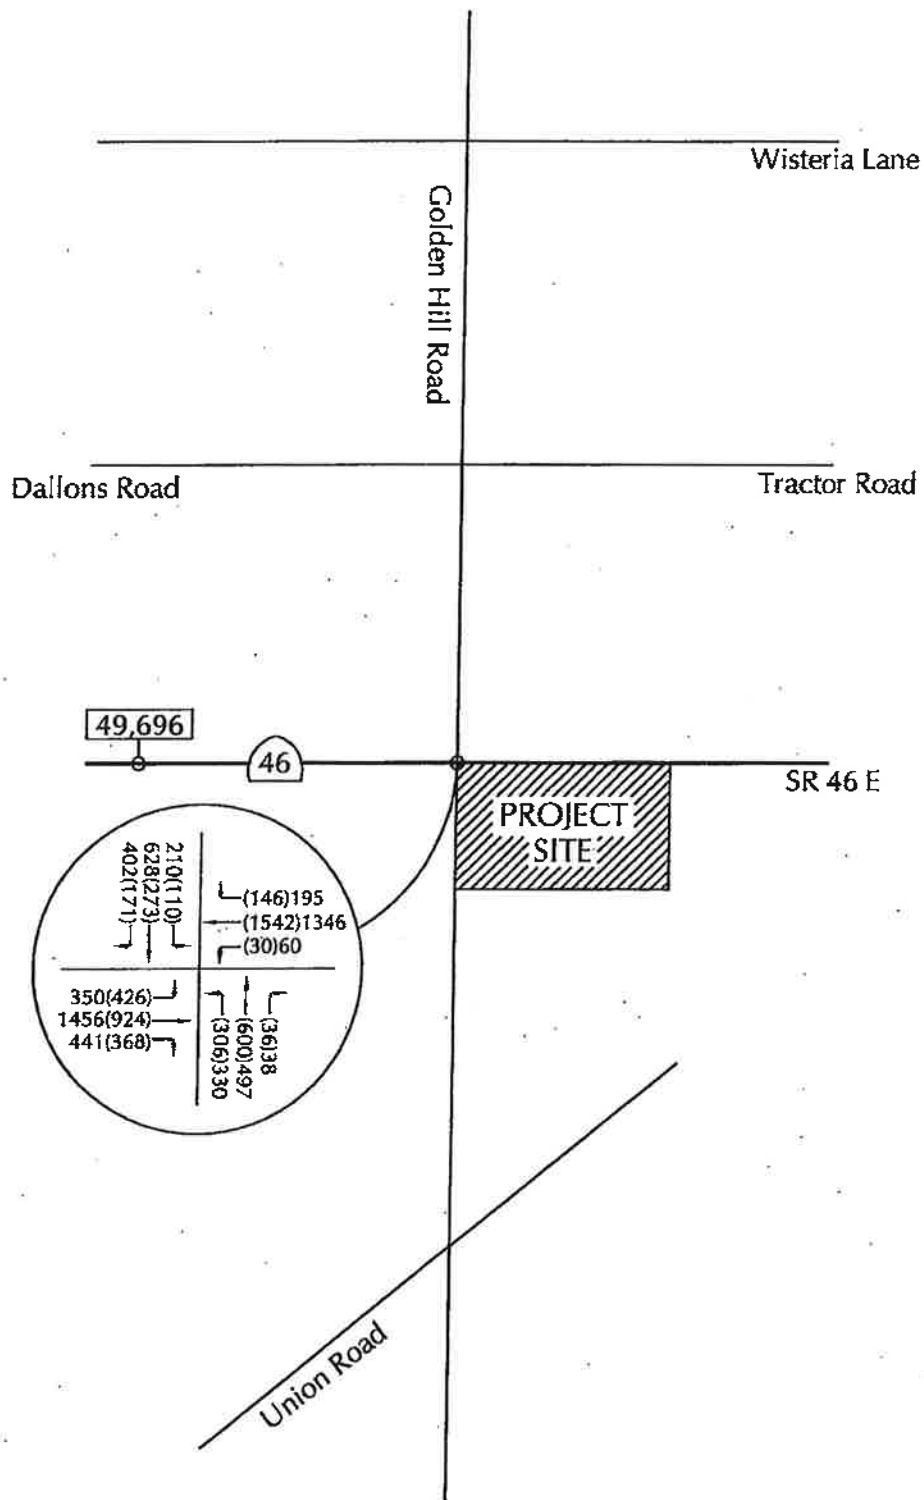 Wisteria Lane
Golden Hill Road
Dallons Road
Tractor Road
49,696
46
SR 46 E
PROJECT
SITE
210(110)
628(273)
402(171)
(146)195
(1542)1346
(30)60
350(426)
1456(924)
441(368)
(36)38
(600)497
(306)330
Union Road